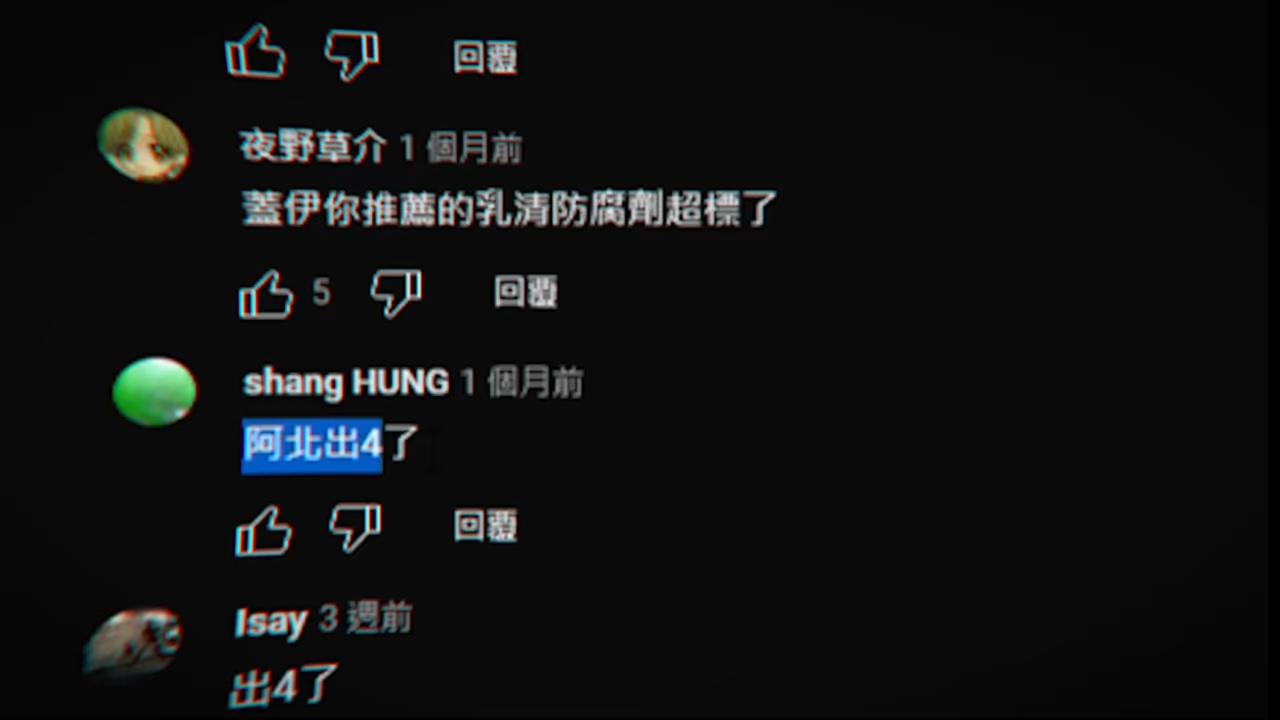 回覆
夜野草介 1 個月前
蓋伊你推薦的乳清防腐劑超標了
5 回覆
shang HUNG 1 個月前
阿北出4了
回覆
Isay 3 週前
出4了